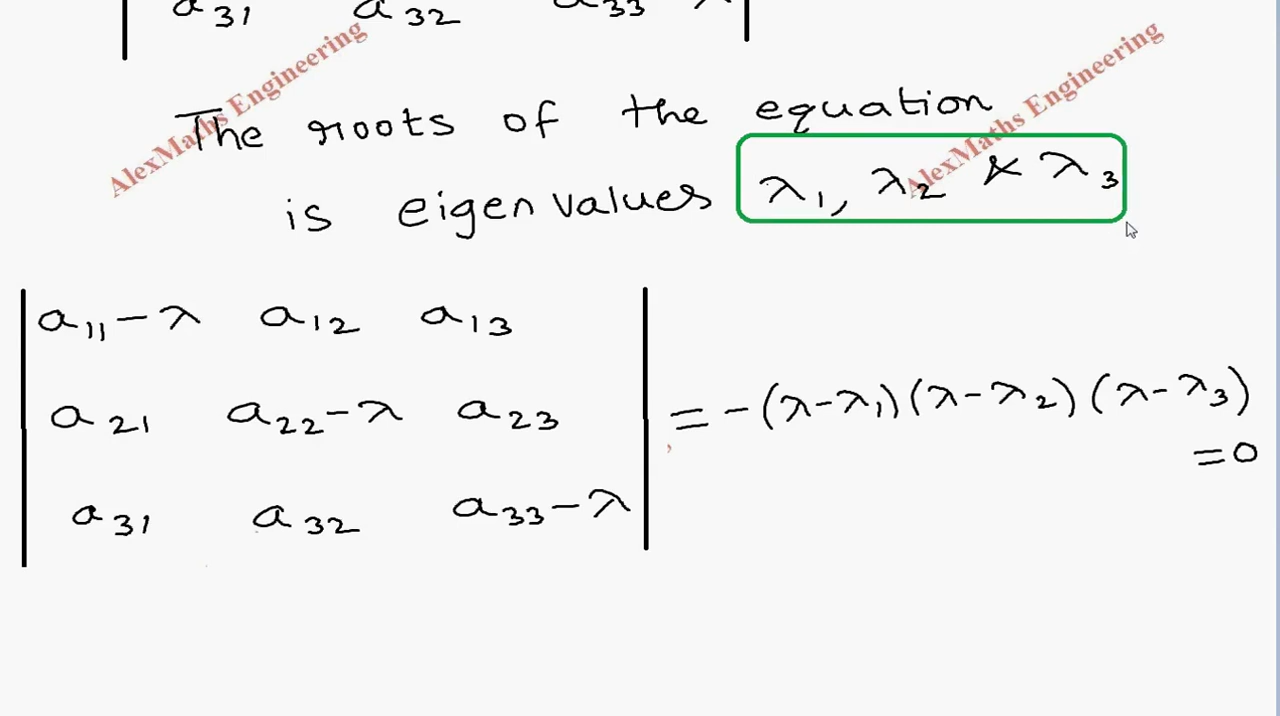 a31 a32 a33 - λ
The roots of the equation
is eigen values λ1, λ2 & λ3
AlexMaths Engineering
AlexMaths Engineering
a11 - λ a12 a13
a21 a22 - λ a23 = -(λ-λ1)(λ-λ2)(λ-λ3)
= 0
a31 a32 a33 - λ